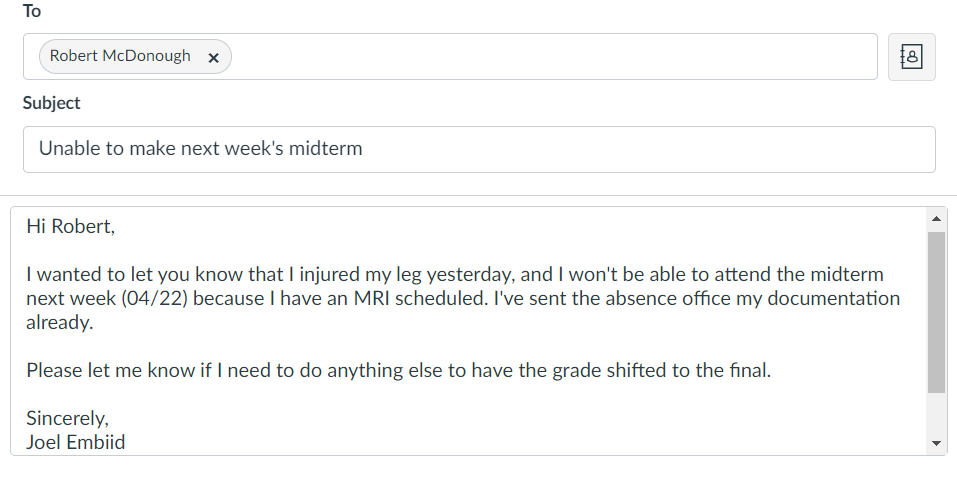 To
Robert McDonough ×
Subject
Unable to make next week's midterm
Hi Robert,
I wanted to let you know that I injured my leg yesterday, and I won't be able to attend the midterm
next week (04/22) because I have an MRI scheduled. I've sent the absence office my documentation
already.
Please let me know if I need to do anything else to have the grade shifted to the final.
Sincerely,
Joel Embiid